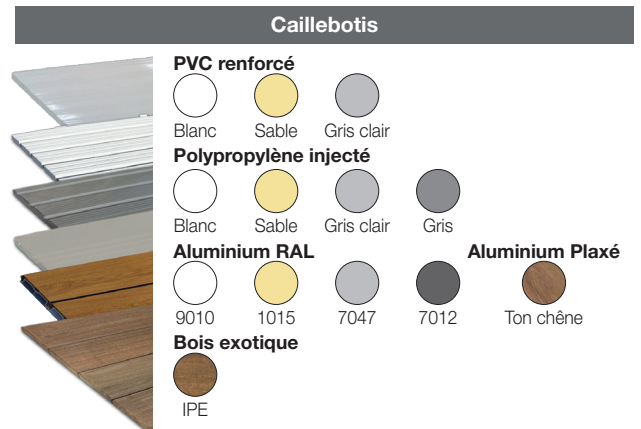 Caillebotis
PVC renforcé
Blanc Sable Gris clair
Polypropylène injecté
Blanc Sable Gris clair Gris
Aluminium RAL Aluminium Plaxé
9010 1015 7047 7012 Ton chêne
Bois exotique
IPE